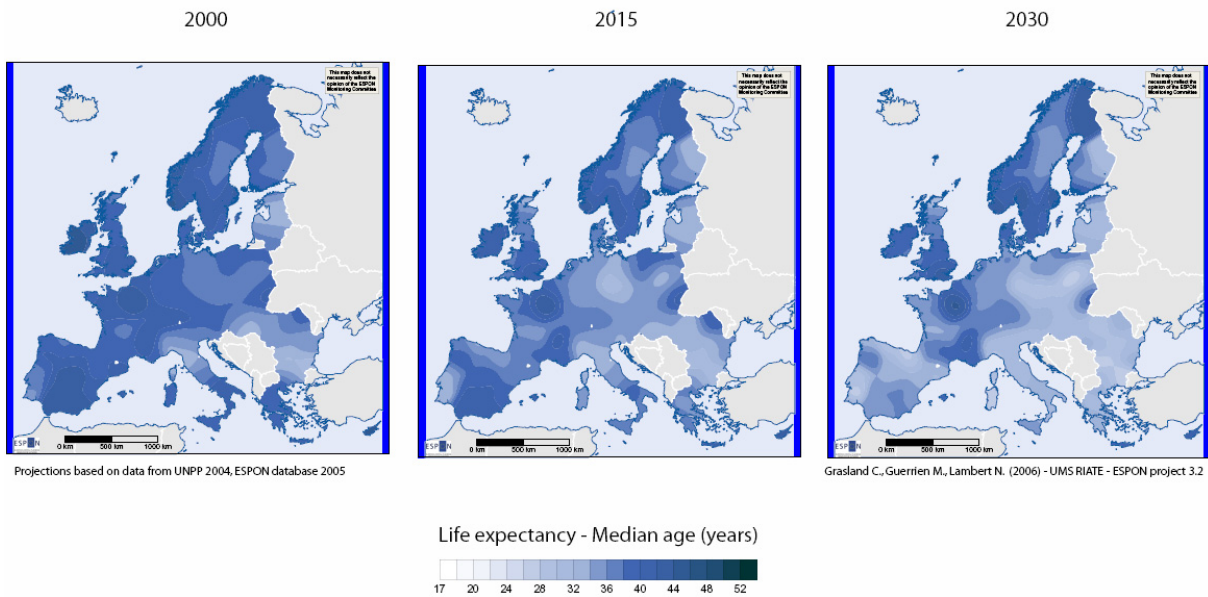 2000
2015
2030
This map does not
necessarily reflect the
opinion of the ESPON
Monitoring Committee
This map does not
necessarily reflect the
opinion of the ESPON
Monitoring Committee
This map does not
necessarily reflect the
opinion of the ESPON
Monitoring Committee
ESPON
0 km 500 km 1000 km
ESPON
0 km 500 km 1000 km
ESPON
0 km 500 km 1000 km
Projections based on data from UNPP 2004, ESPON database 2005
Grasland C., Guerrien M., Lambert N. (2006) - UMS RIATE - ESPON project 3.2
Life expectancy - Median age (years)
17 20 24 28 32 36 40 44 48 52